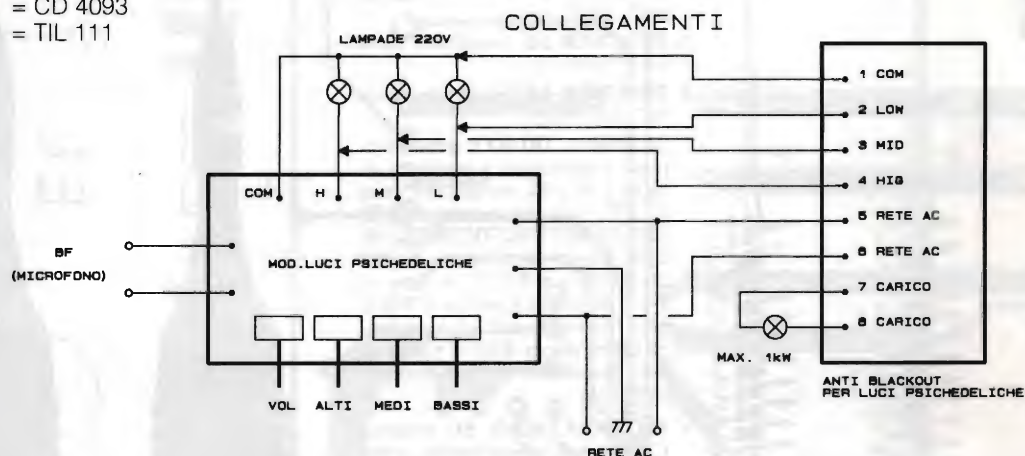 = CD 4093
= TIL 111
COLLEGAMENTI
LAMPADE 220V
1 COM
2 LOW
3 MID
4 HIG
5 RETE AC
6 RETE AC
7 CARICO
8 CARICO
COM H M L
BF
(MICROFONO)
MOD.LUCI PSICHEDELICHE
MAX. 1kW
VOL ALTI MEDI BASSI
ANTI BLACKOUT
PER LUCI PSICHEDELICHE
RETE AC